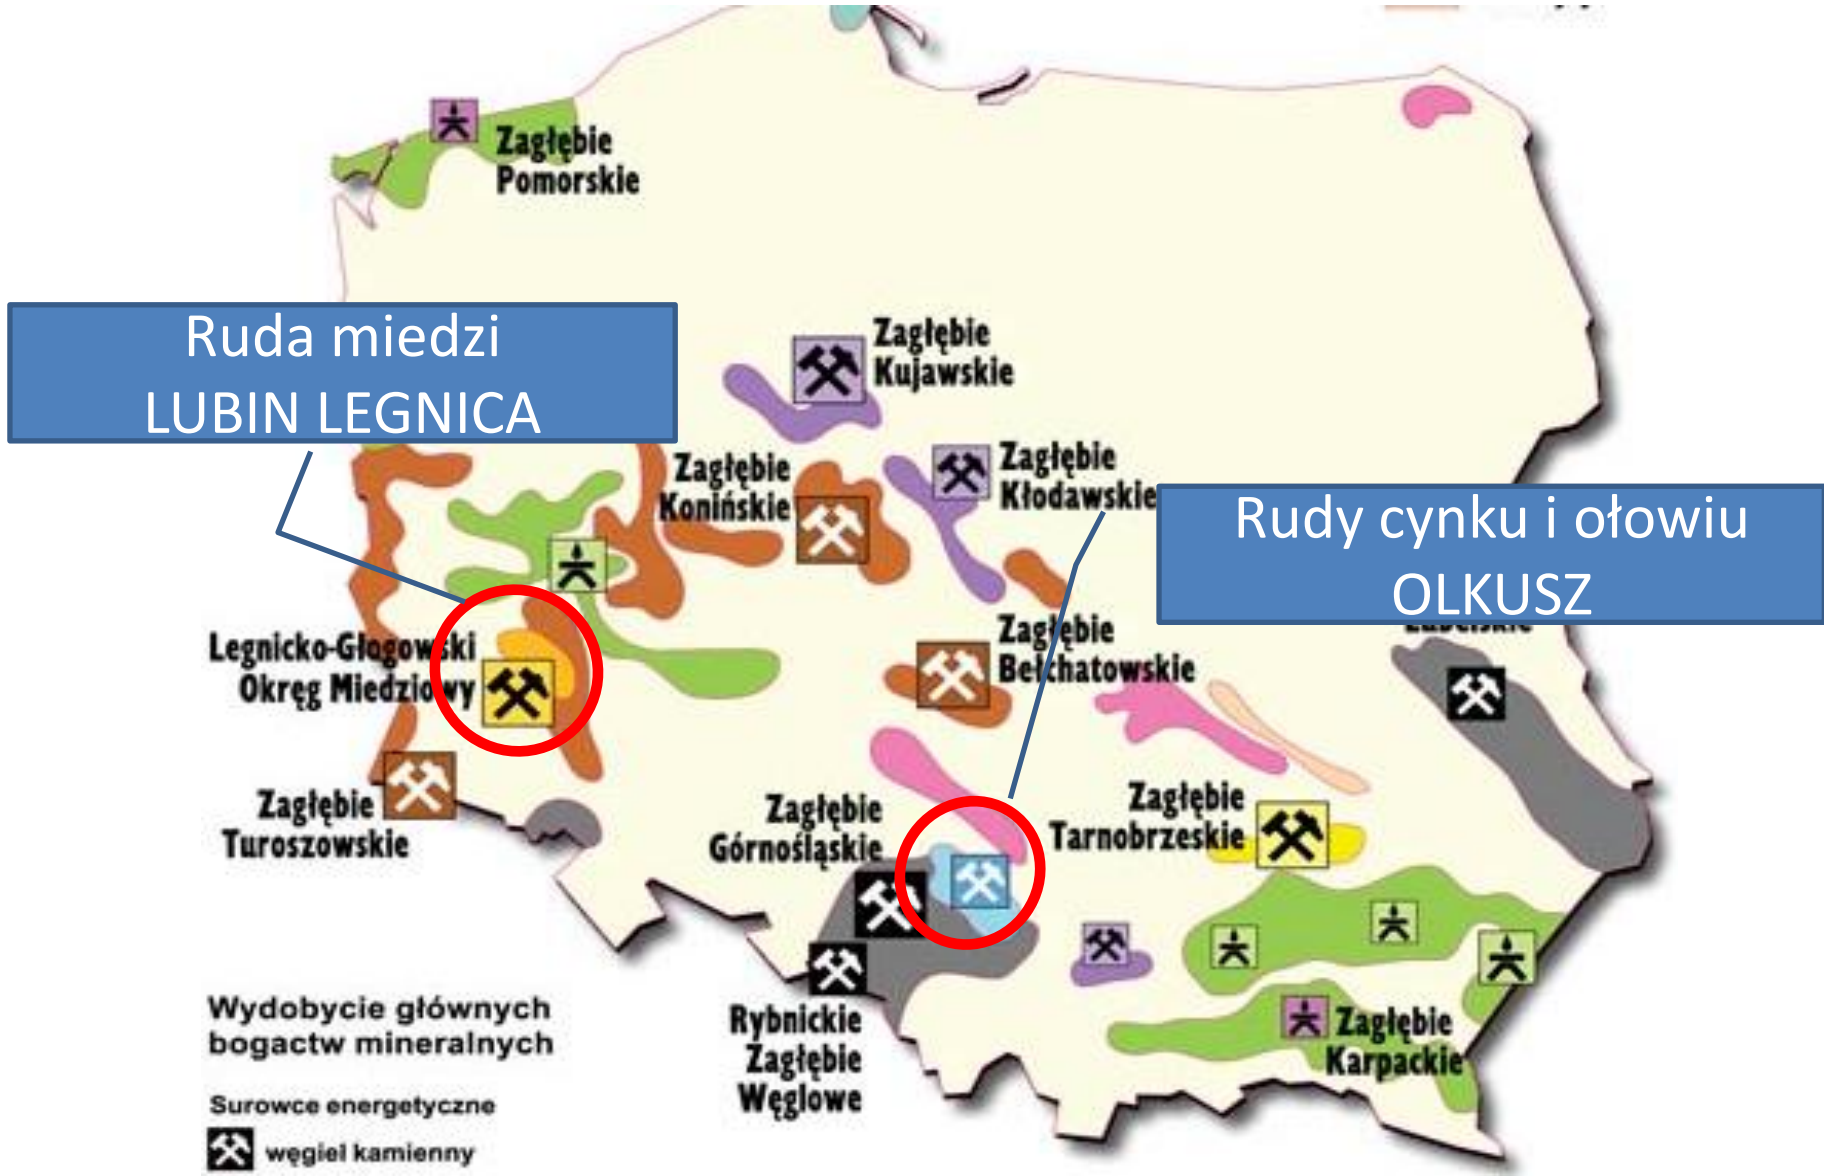 Zagłębie
Pomorskie
Ruda miedzi
LUBIN LEGNICA
Zagłębie
Kujawskie
Zagłębie
Konińskie
Zagłębie
Kłodawskie
Rudy cynku i ołowiu
OLKUSZ
Legnicko-Głogowski
Okręg Miedziowy
Zagłębie
Bełchatowskie
Zagłębie
Turoszowskie
Zagłębie
Górnośląskie
Zagłębie
Tarnobrzeskie
Rybnickie
Zagłębie
Węglowe
Zagłębie
Karpackie
Wydobycie głównych
bogactw mineralnych
Surowce energetyczne
węgiel kamienny